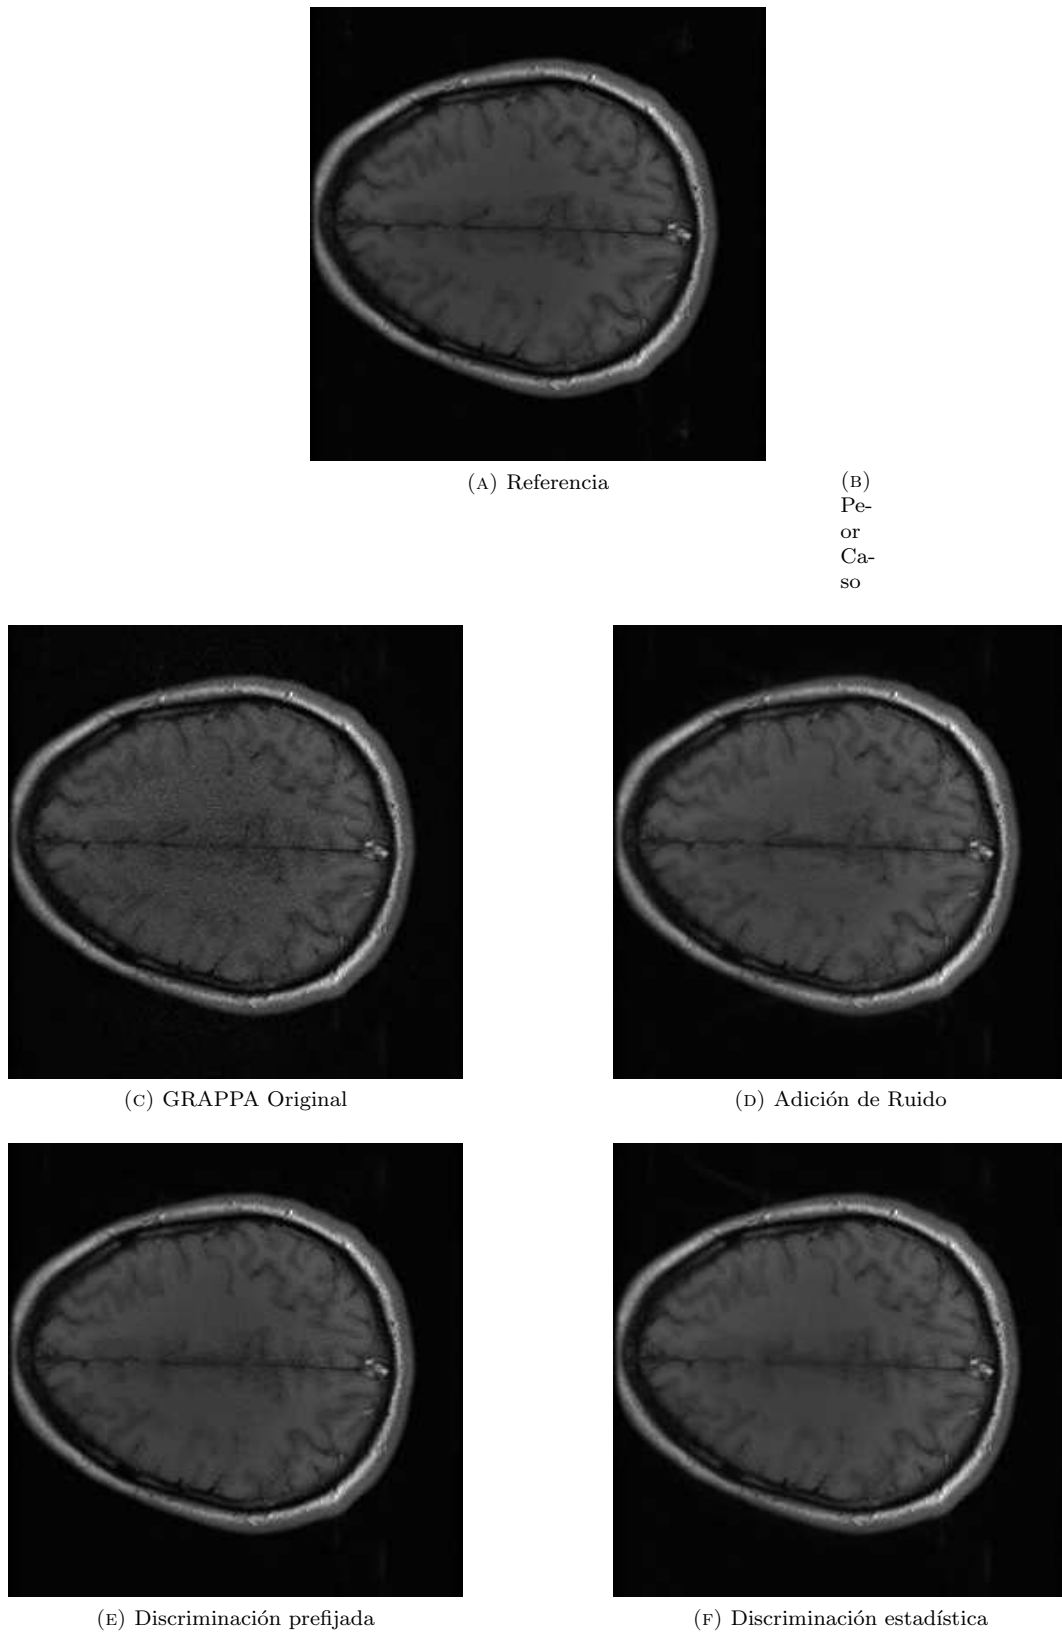 (A) Referencia
(B)
Pe-
or
Ca-
so
(C) GRAPPA Original
(D) Adición de Ruido
(E) Discriminación prefijada
(F) Discriminación estadística